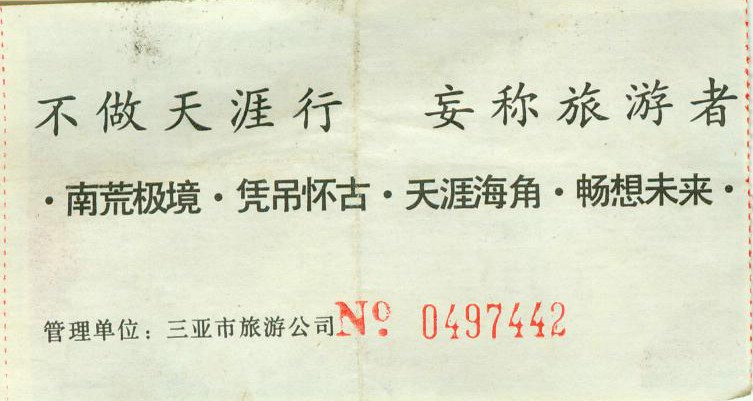 不做天涯行 妄称旅游者
·南荒极境·凭吊怀古·天涯海角·畅想未来·
管理单位：三亚市旅游公司 Nº 0497442